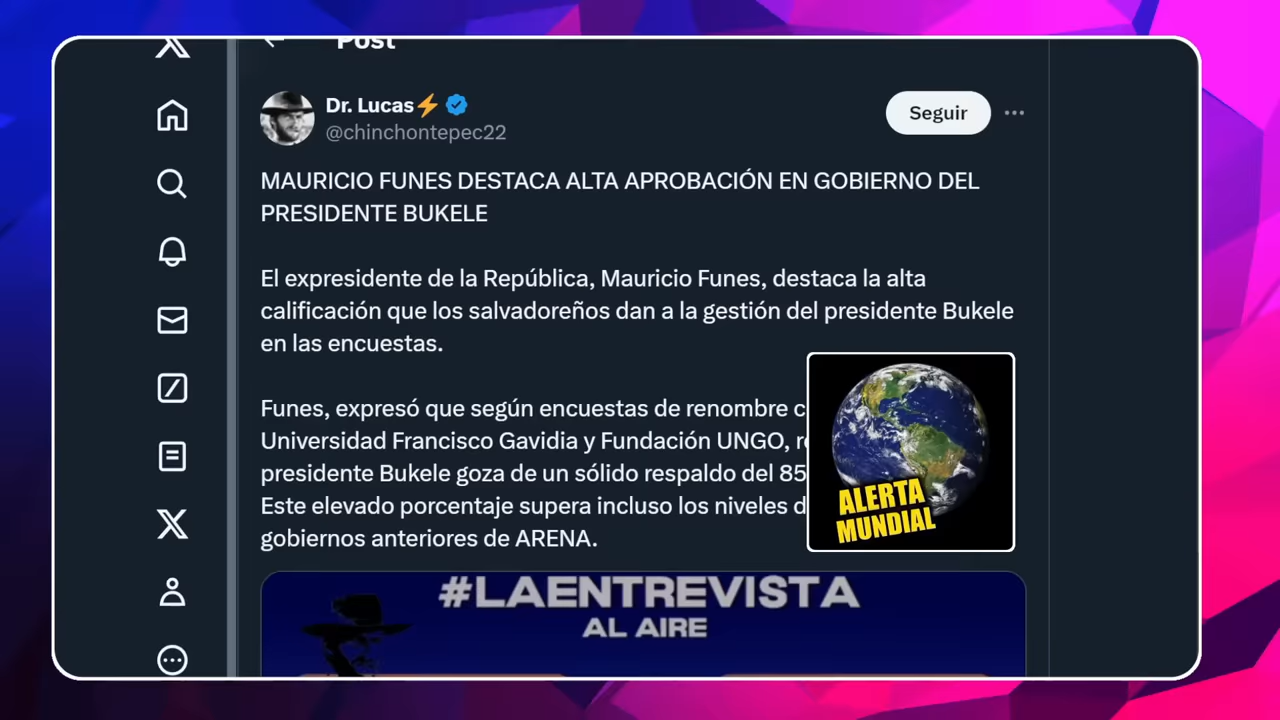 Post
Dr. Lucas⚡
@chinchontepec22
Seguir
MAURICIO FUNES DESTACA ALTA APROBACIÓN EN GOBIERNO DEL
PRESIDENTE BUKELE
El expresidente de la República, Mauricio Funes, destaca la alta
calificación que los salvadoreños dan a la gestión del presidente Bukele
en las encuestas.
Funes, expresó que según encuestas de renombre
Universidad Francisco Gavidia y Fundación UNGO,
presidente Bukele goza de un sólido respaldo del 85
Este elevado porcentaje supera incluso los niveles
gobiernos anteriores de ARENA.
ALERTA
MUNDIAL
#LAENTREVISTA
AL AIRE